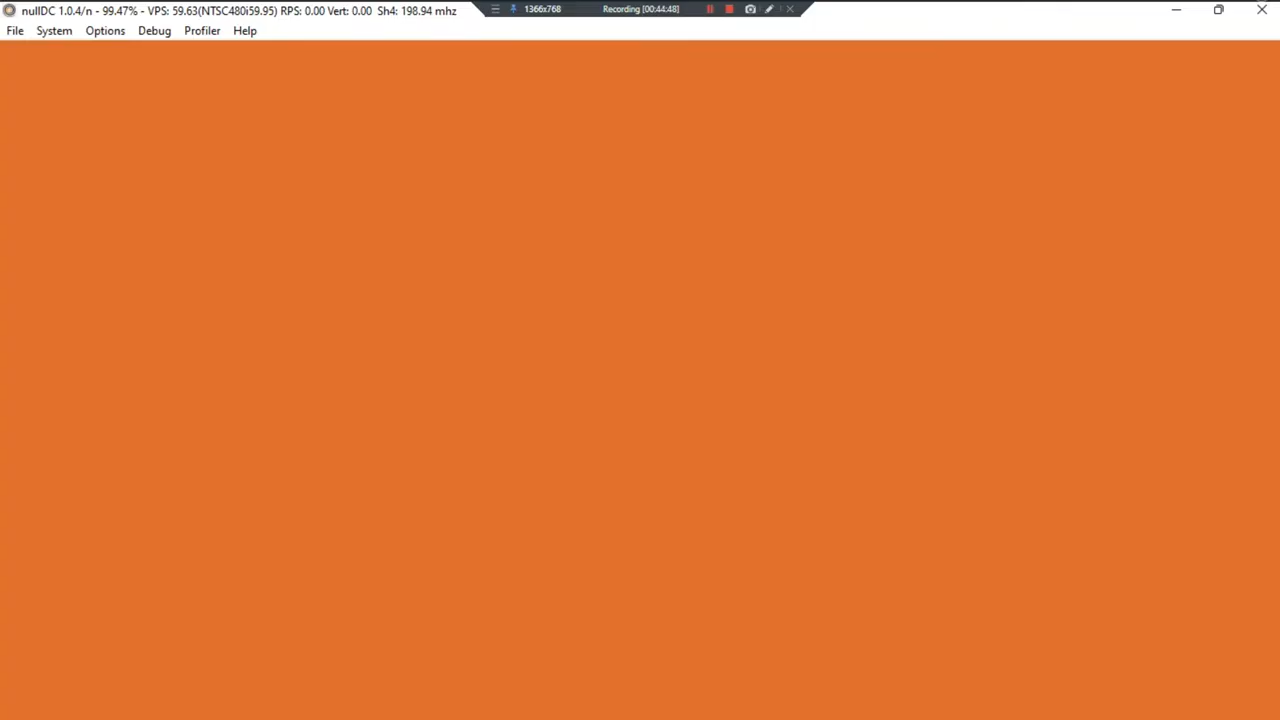 nullDC 1.0.4/n - 99.47% - VPS: 59.63(NTSC480i59.95) RPS: 0.00 Vert: 0.00 Sh4: 198.94 mhz
1366x768 Recording [00:44:48]
File System Options Debug Profiler Help